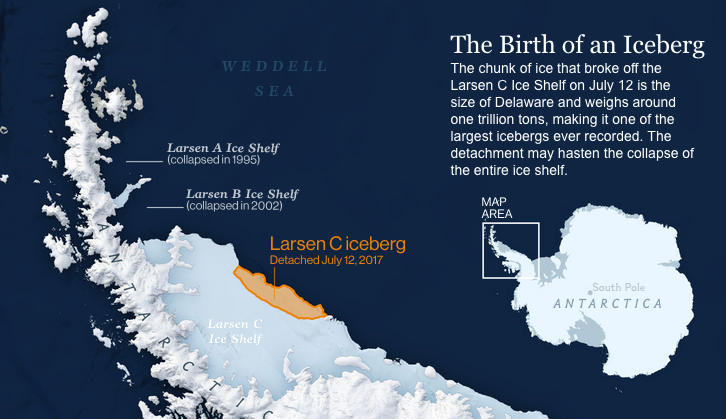 The Birth of an Iceberg
The chunk of ice that broke off the
Larsen C Ice Shelf on July 12 is the
size of Delaware and weighs around
one trillion tons, making it one of the
largest icebergs ever recorded. The
detachment may hasten the collapse of
the entire ice shelf.
WEDDELL
SEA
Larsen A Ice Shelf
(collapsed in 1995)
Larsen B Ice Shelf
(collapsed in 2002)
Larsen C iceberg
Detached July 12, 2017
Larsen C
Ice Shelf
ANTARCTIC
MAP
AREA
South Pole
ANTARCTICA